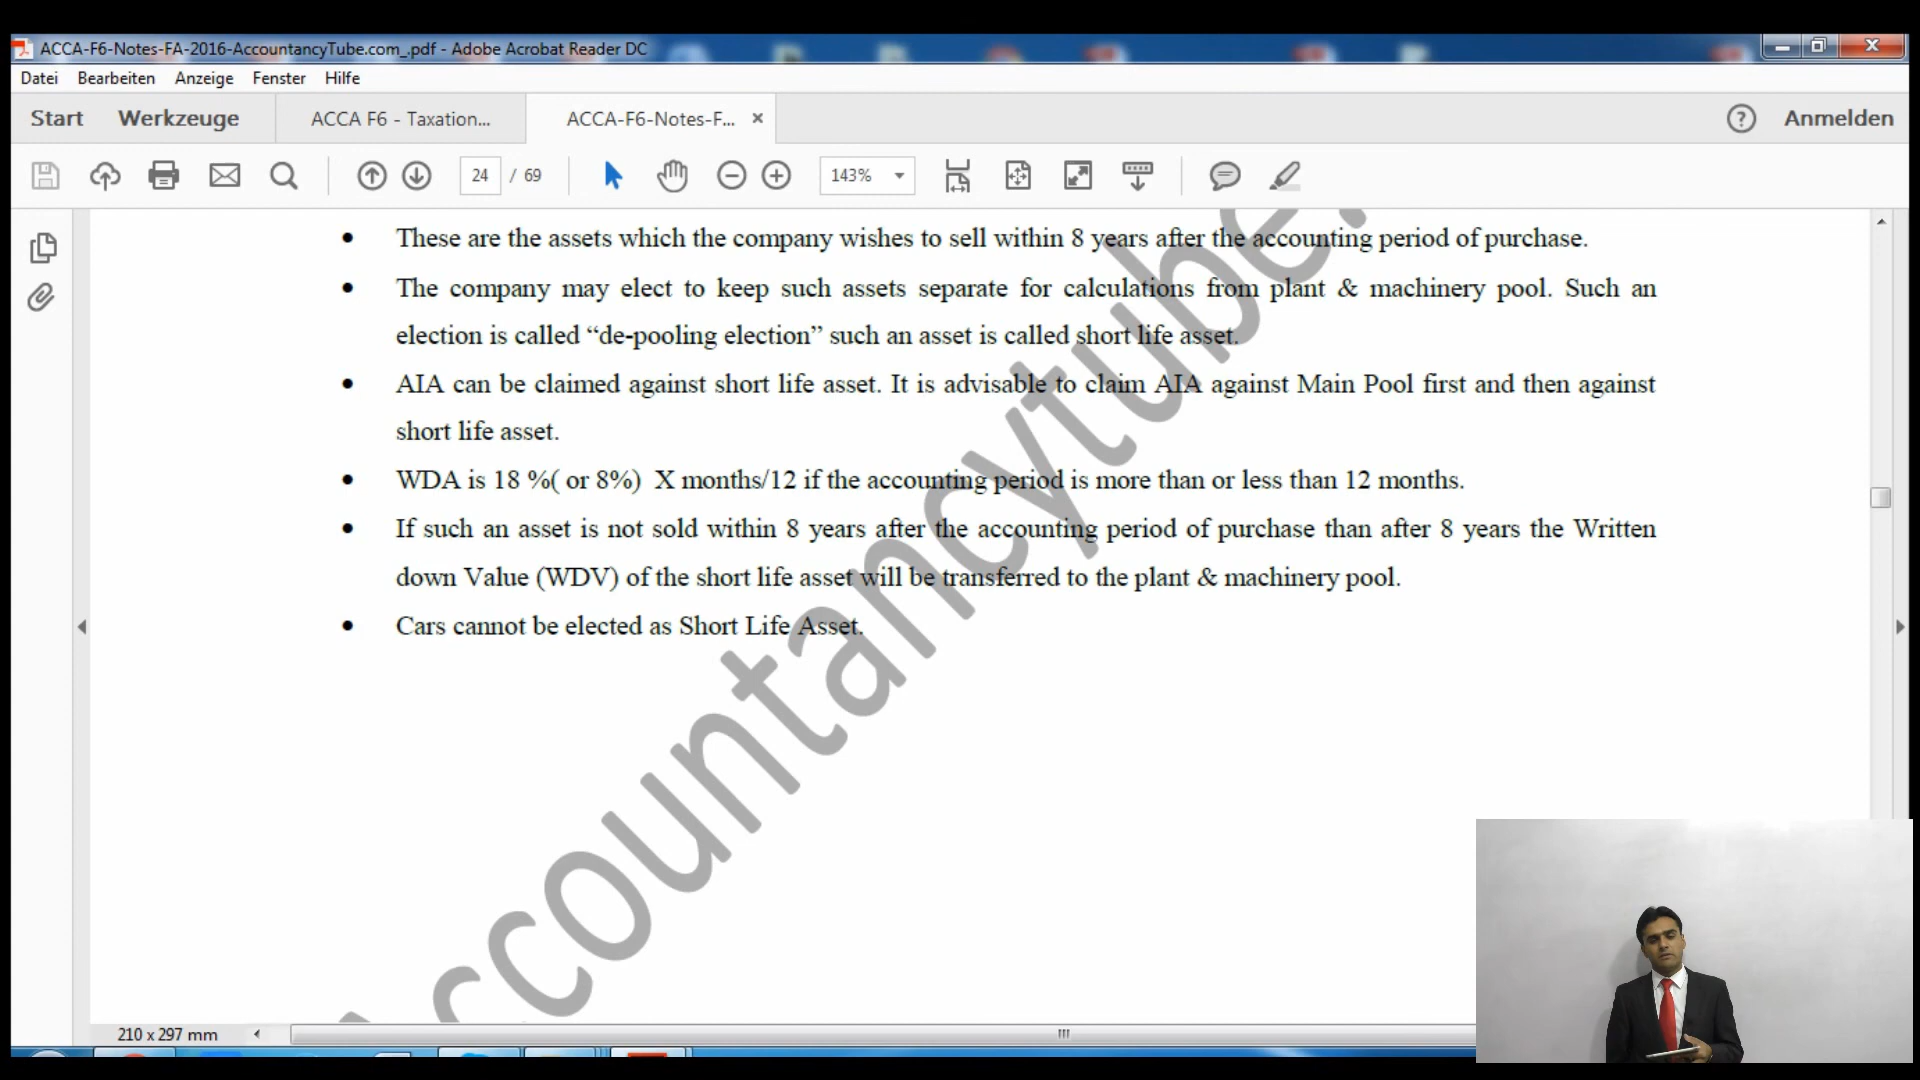 ACCA-F6-Notes-FA-2016-AccountancyTube.com_.pdf - Adobe Acrobat Reader DC
Datei Bearbeiten Anzeige Fenster Hilfe
Start Werkzeuge ACCA F6 - Taxation... ACCA-F6-Notes-F... × ? Anmelden
24 / 69 143%
• These are the assets which the company wishes to sell within 8 years after the accounting period of purchase.
• The company may elect to keep such assets separate for calculations from plant & machinery pool. Such an
election is called “de-pooling election” such an asset is called short life asset.
• AIA can be claimed against short life asset. It is advisable to claim AIA against Main Pool first and then against
short life asset.
• WDA is 18 %( or 8%) X months/12 if the accounting period is more than or less than 12 months.
• If such an asset is not sold within 8 years after the accounting period of purchase than after 8 years the Written
down Value (WDV) of the short life asset will be transferred to the plant & machinery pool.
• Cars cannot be elected as Short Life Asset.
Accountancytube.
210 x 297 mm